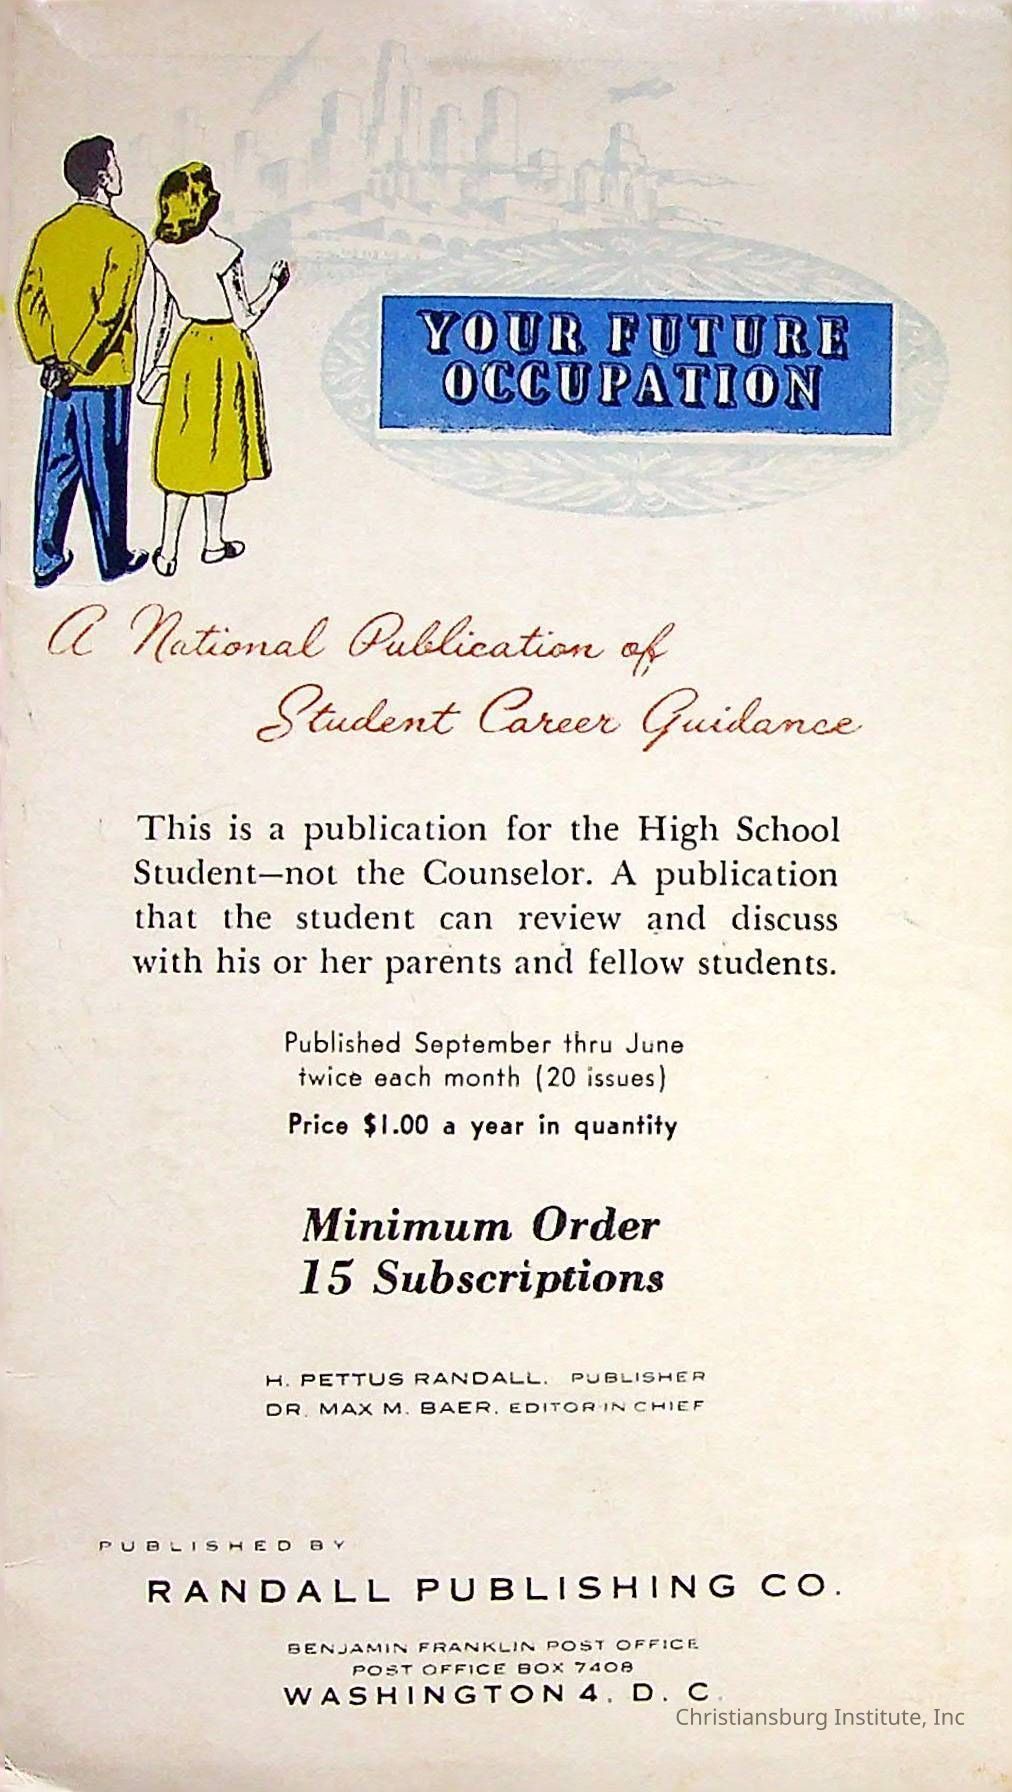 YOUR FUTURE
OCCUPATION
A National Publication of
Student Career Guidance
This is a publication for the High School
Student—not the Counselor. A publication
that the student can review and discuss
with his or her parents and fellow students.
Published September thru June
twice each month (20 issues)
Price $1.00 a year in quantity
Minimum Order
15 Subscriptions
H. PETTUS RANDALL, PUBLISHER
DR. MAX M. BAER, EDITOR-IN CHIEF
PUBLISHED BY
RANDALL PUBLISHING CO.
BENJAMIN FRANKLIN POST OFFICE
POST OFFICE BOX 7408
WASHINGTON 4, D. C.
Christiansburg Institute, Inc